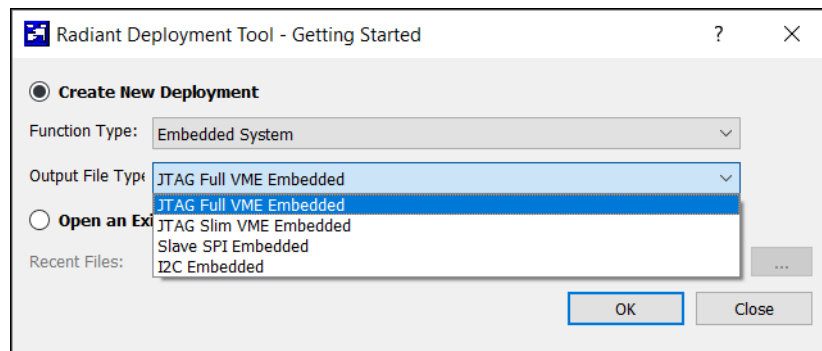 Radiant Deployment Tool - Getting Started ?
Create New Deployment
Function Type: Embedded System
Output File Type JTAG Full VME Embedded
JTAG Full VME Embedded
Open an Exi JTAG Slim VME Embedded
Slave SPI Embedded
Recent Files: I2C Embedded ...
OK Close